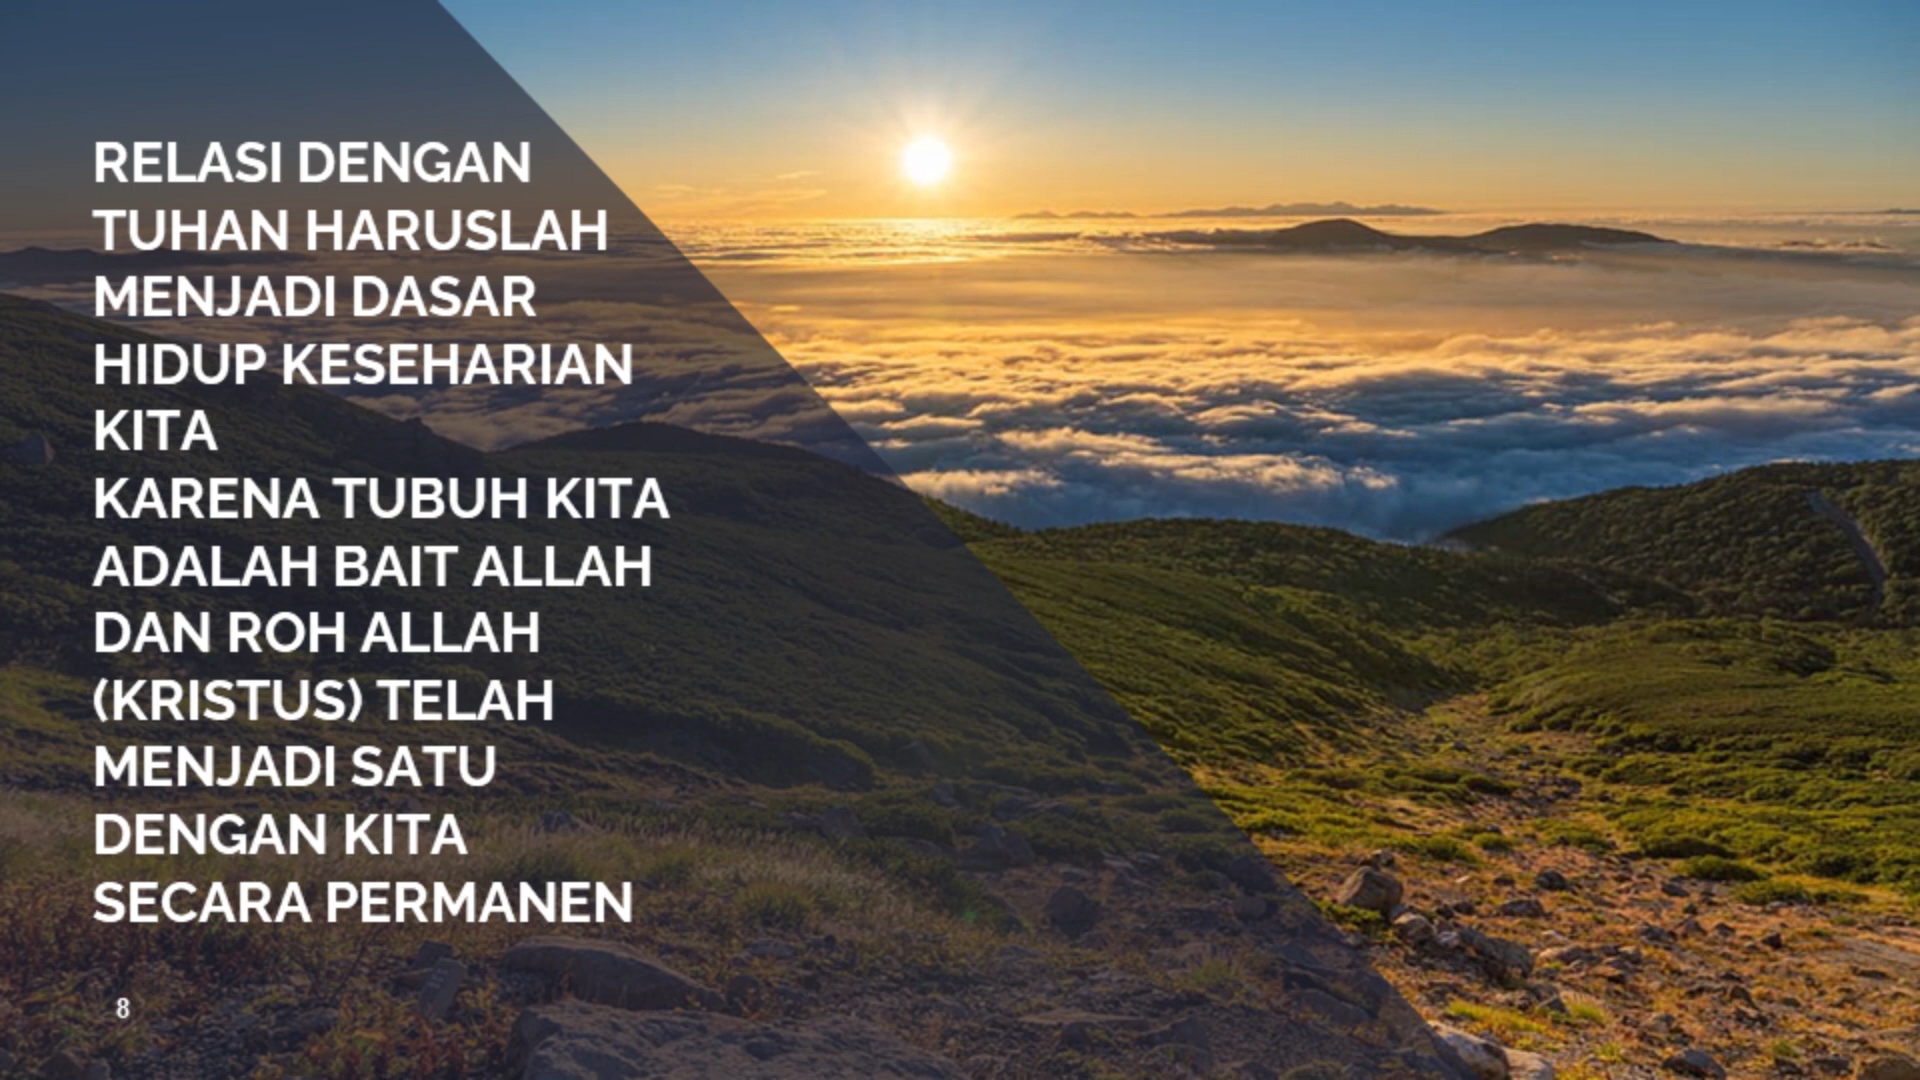 RELASI DENGAN
TUHAN HARUSLAH
MENJADI DASAR
HIDUP KESEHARIAN
KITA
KARENA TUBUH KITA
ADALAH BAIT ALLAH
DAN ROH ALLAH
(KRISTUS) TELAH
MENJADI SATU
DENGAN KITA
SECARA PERMANEN
8